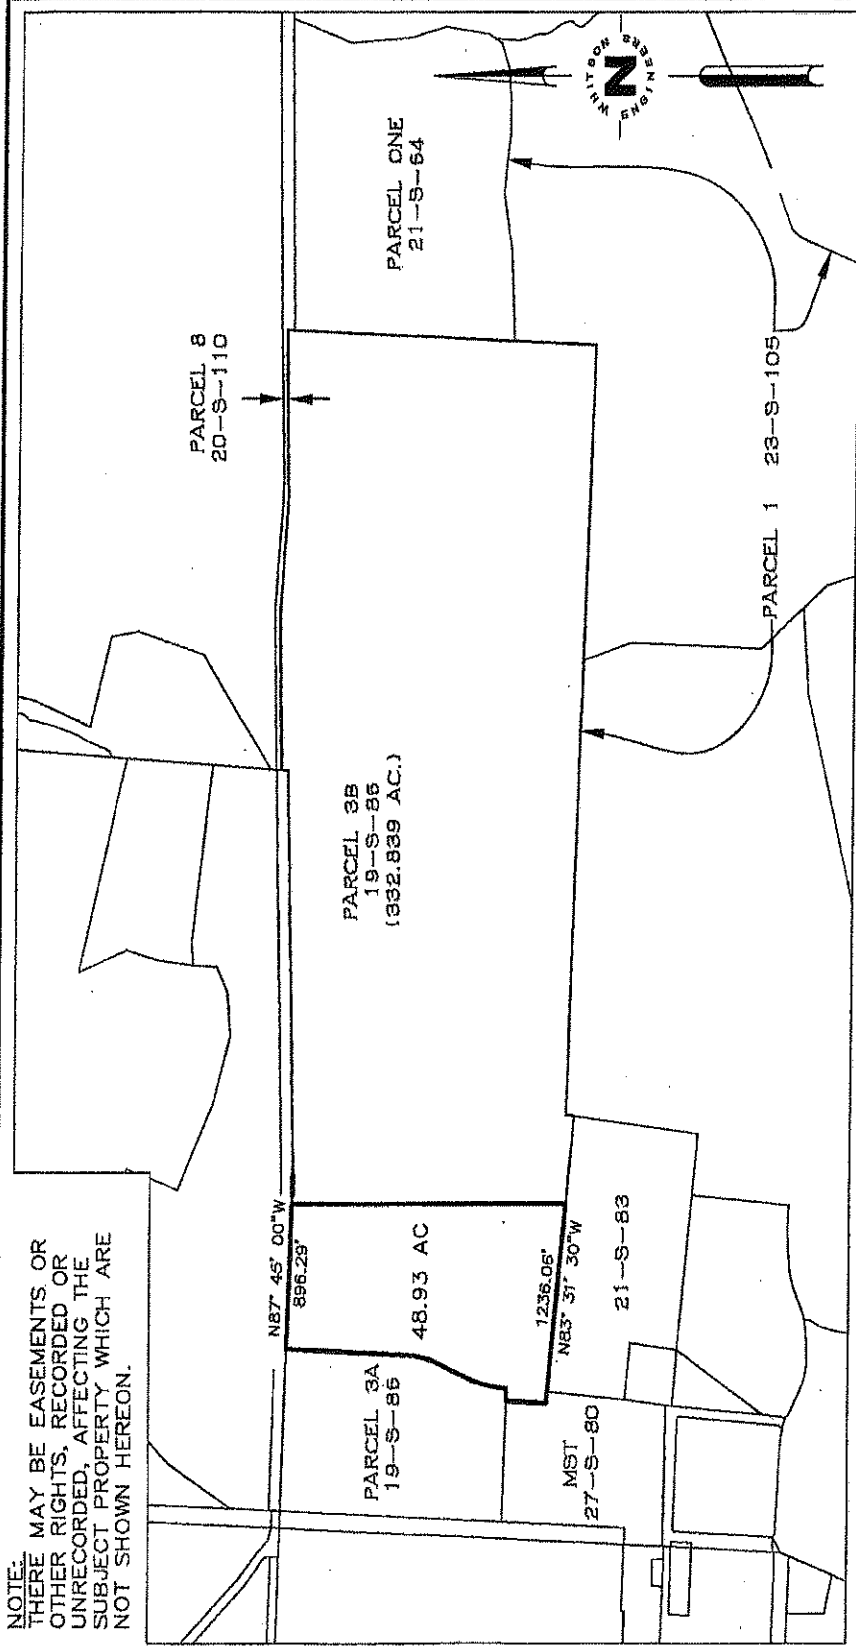 NOTE:
THERE MAY BE EASEMENTS OR
OTHER RIGHTS, RECORDED OR
UNRECORDED, AFFECTING THE
SUBJECT PROPERTY WHICH ARE
NOT SHOWN HEREON.
PARCEL 8
20-S-110
PARCEL ONE
21-S-64
WHITSON ENGINEERS
N
PARCEL 3B
19-S-86
(332.839 AC.)
N87° 45' 00"W
896.29'
48.93 AC
1236.06'
N83° 31' 30"W
PARCEL 3A
19-S-86
21-S-83
MST
27-S-80
PARCEL 1 23-S-105